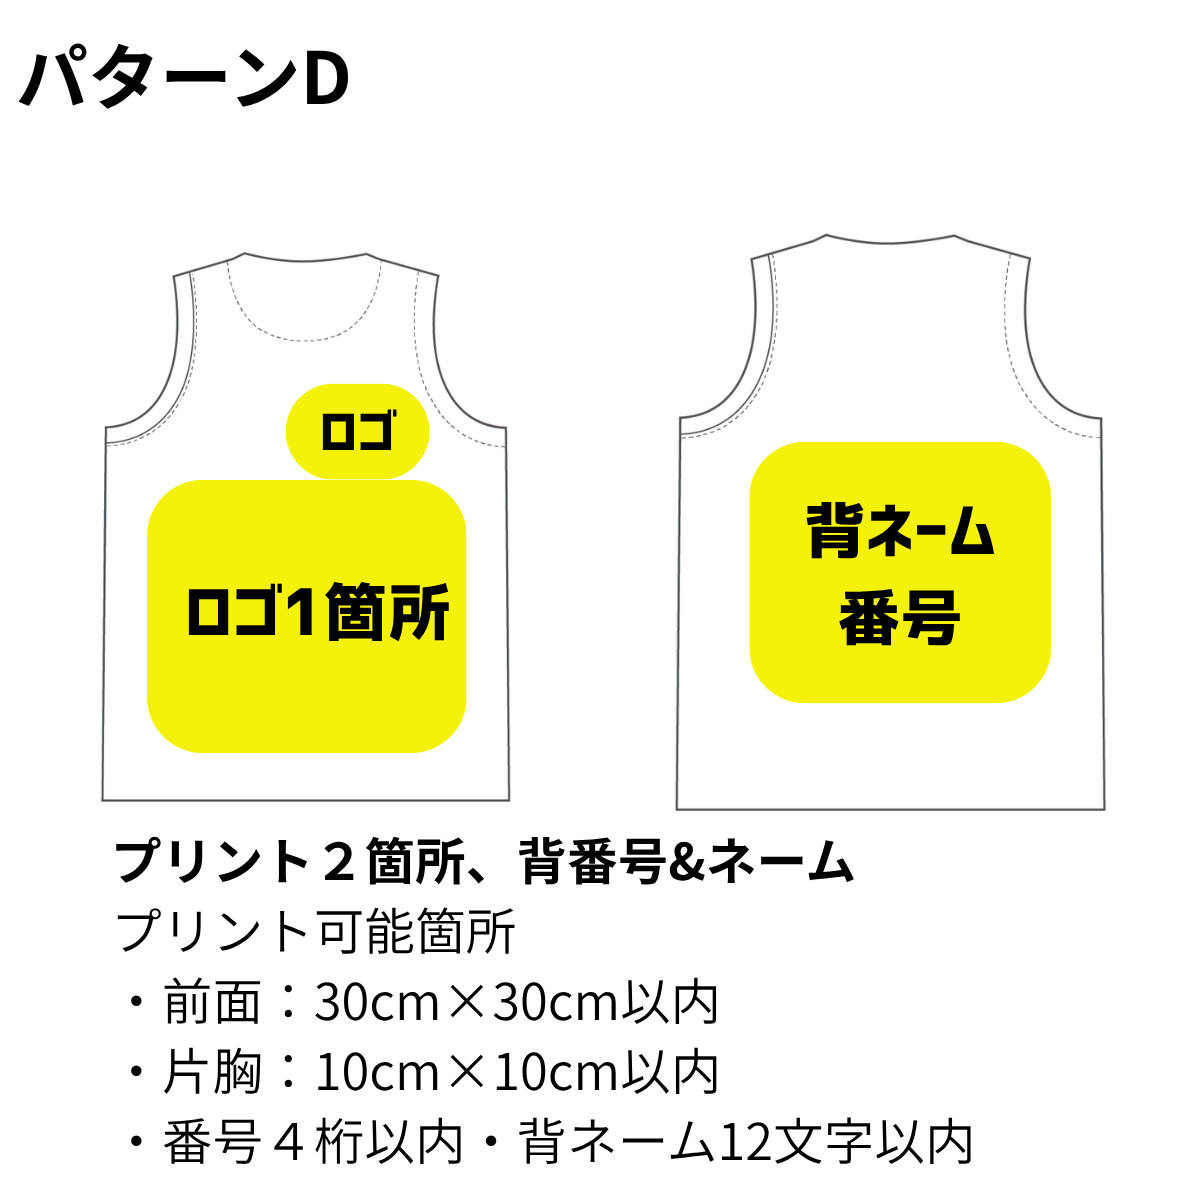 パターンD
ロゴ
ロゴ1箇所
背ネーム
番号
プリント２箇所、背番号&ネーム
プリント可能箇所
・前面：30cm×30cm以内
・片胸：10cm×10cm以内
・番号４桁以内・背ネーム12文字以内